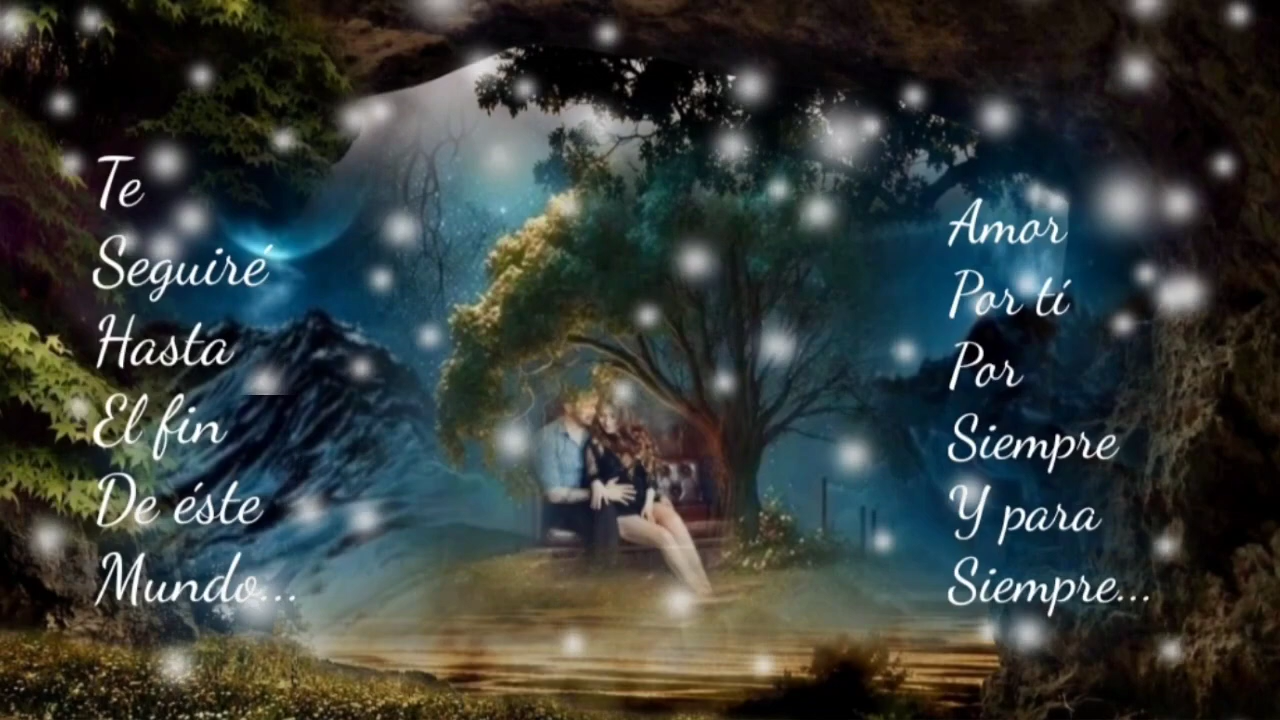 Te
Seguiré
Hasta
El fin
De éste
Mundo...
Amor
Por tí
Por
Siempre
Y para
Siempre...